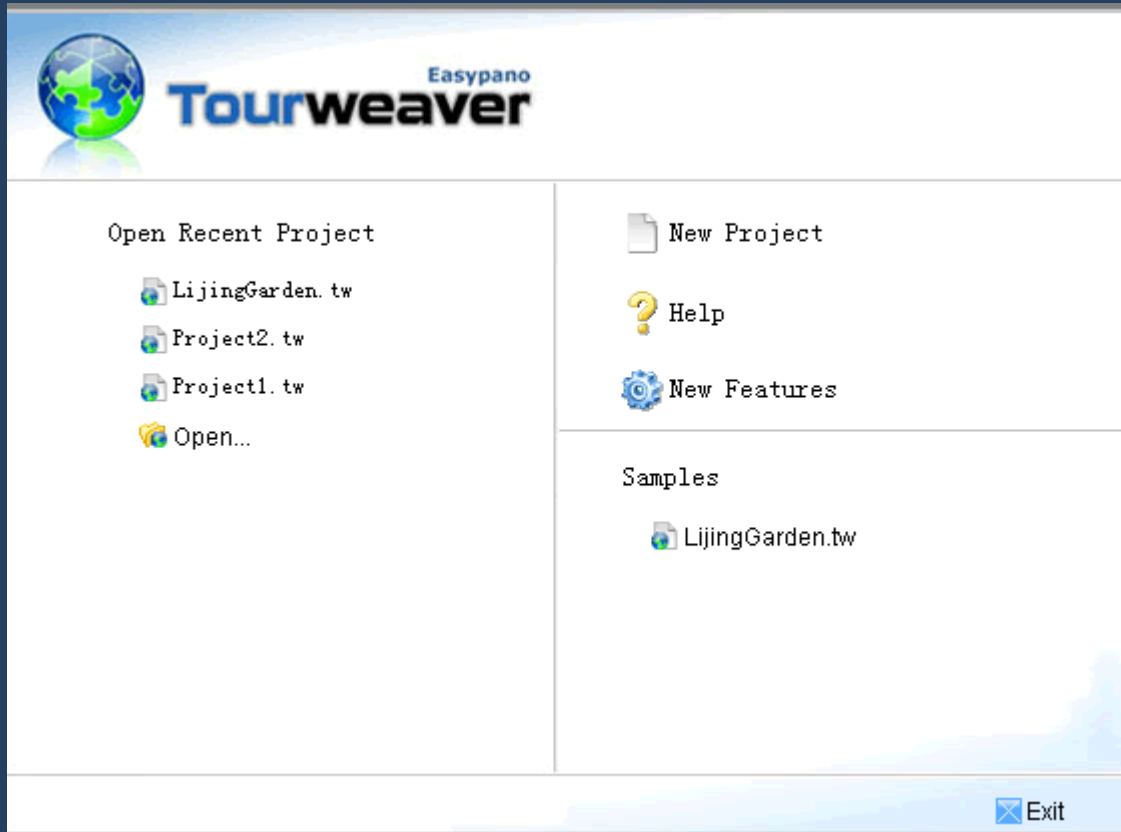 Easypano
Tourweaver
Open Recent Project
LijingGarden.tw
Project2.tw
Project1.tw
Open...
New Project
Help
New Features
Samples
LijingGarden.tw
Exit